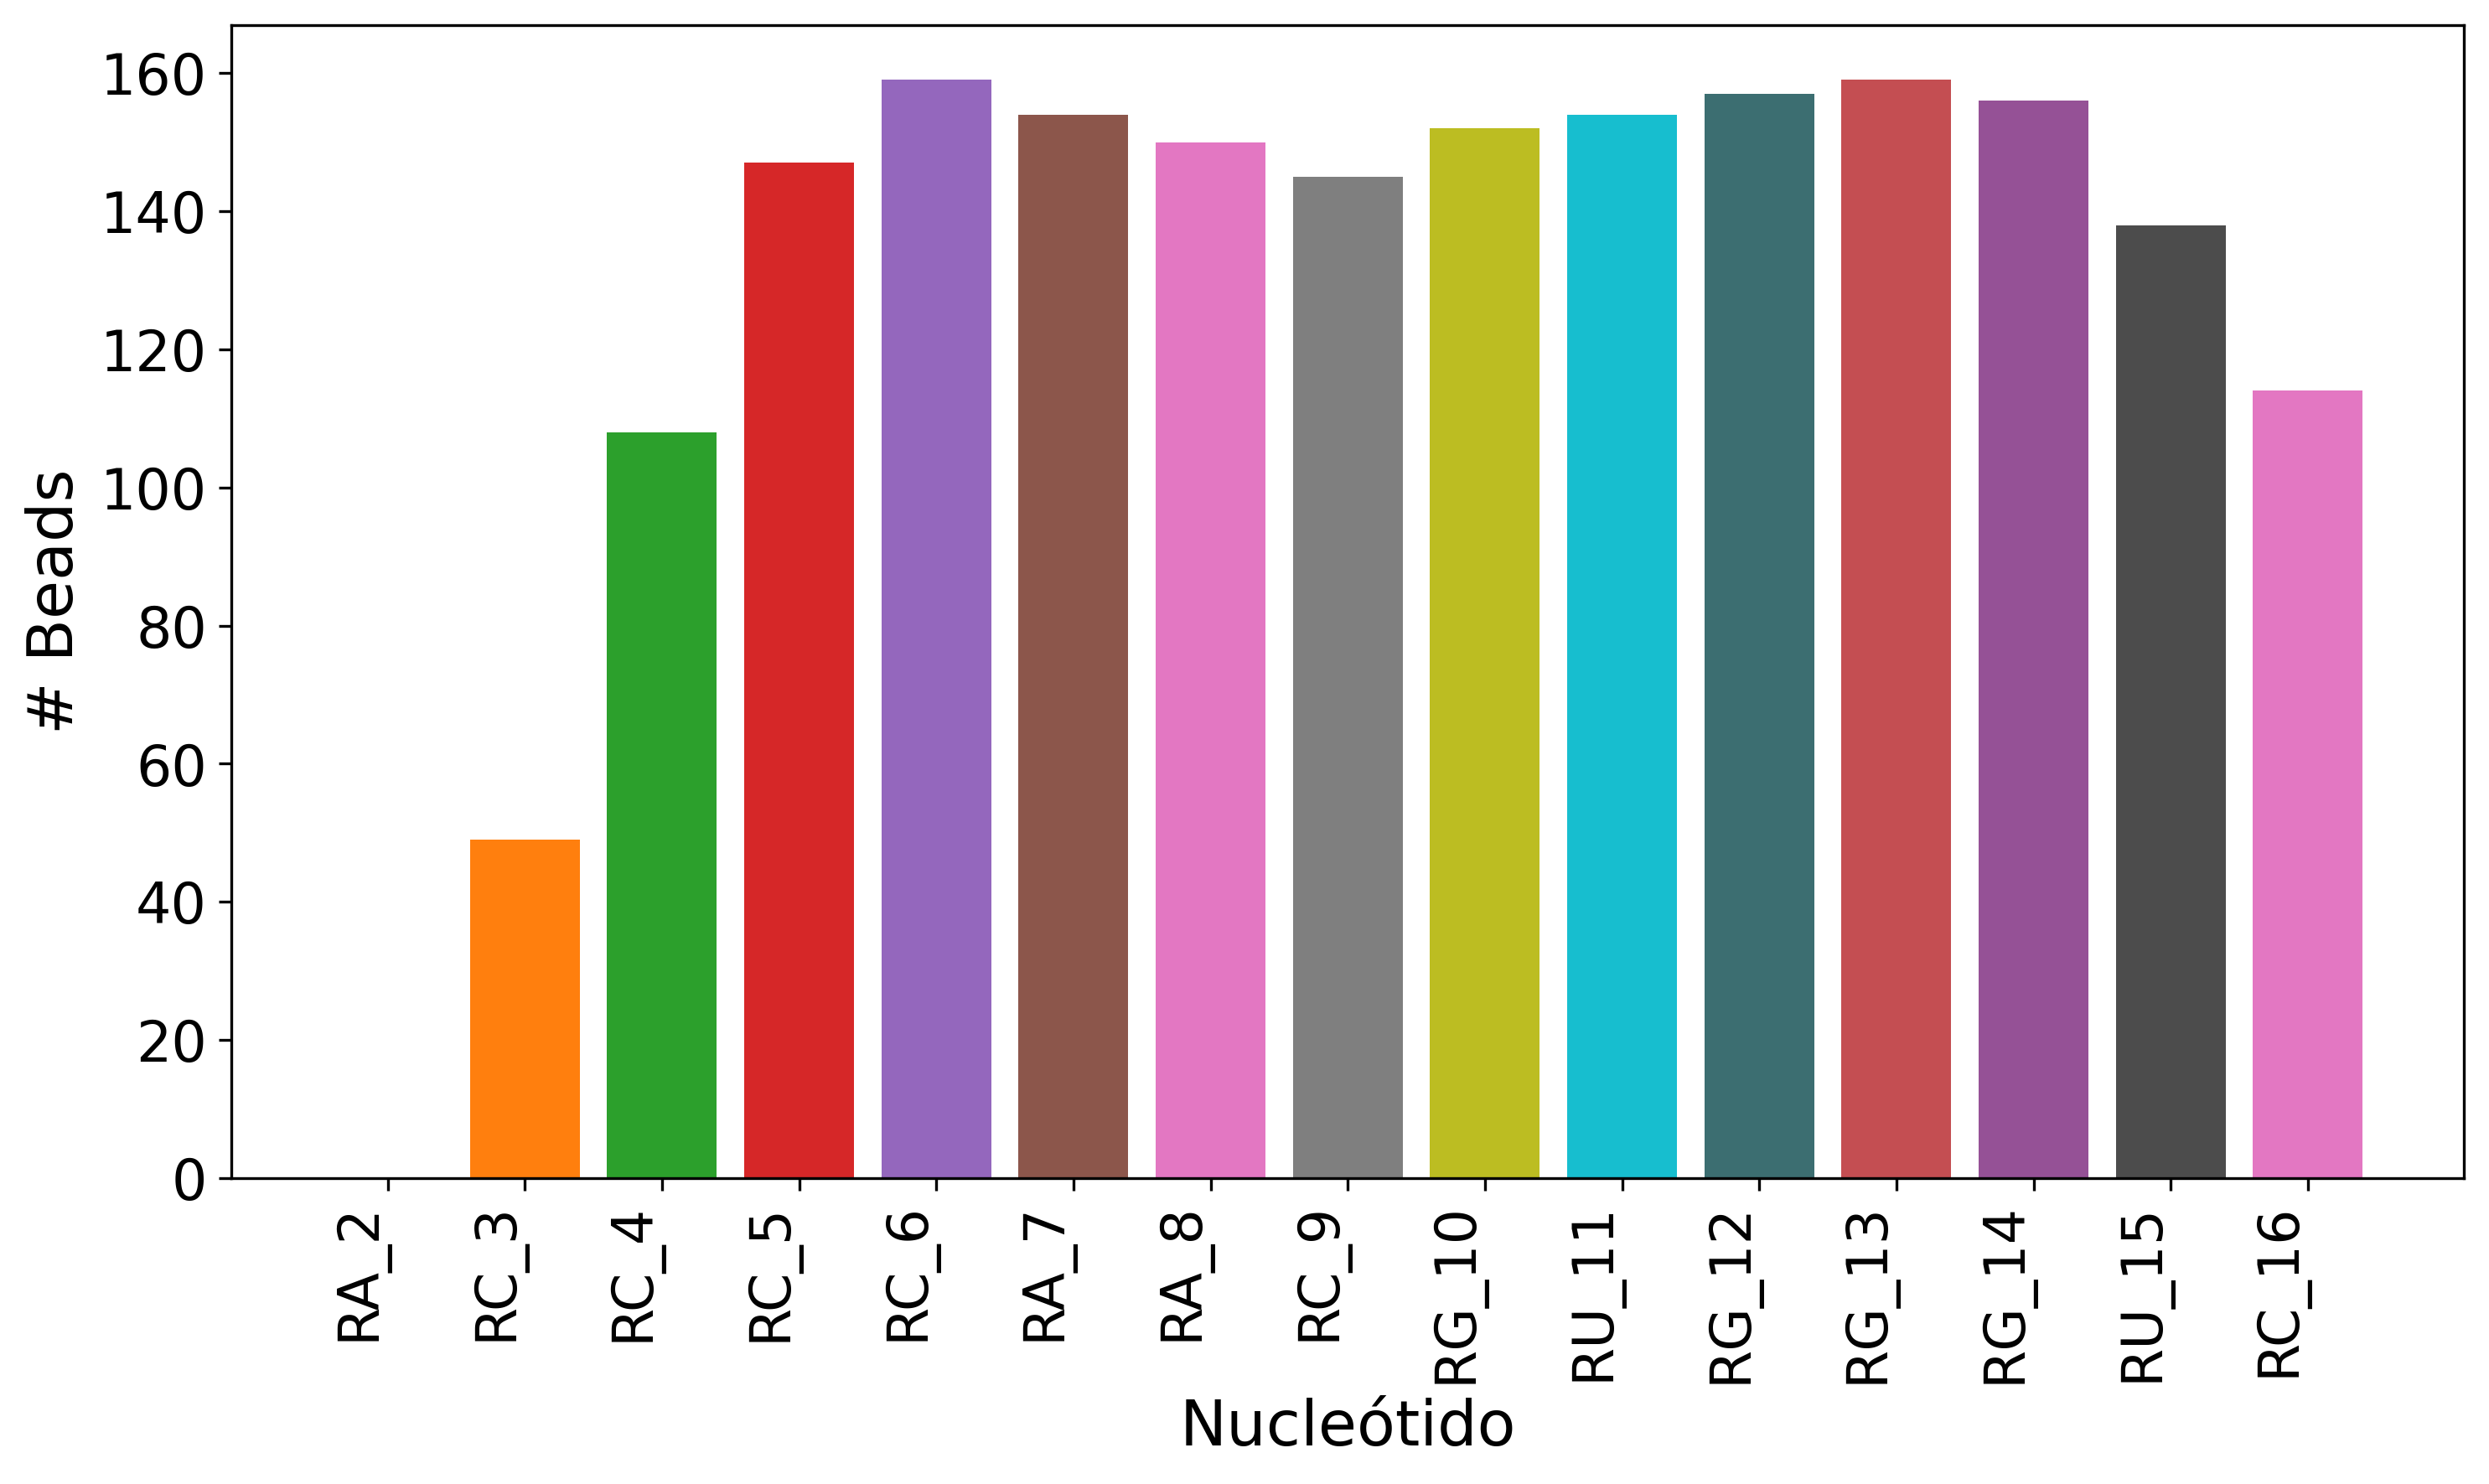 # Beads
160
140
120
100
80
60
40
20
0
RA_2
RC_3
RC_4
RC_5
RC_6
RA_7
RA_8
RC_9
RG_10
RU_11
RG_12
RG_13
RG_14
RU_15
RC_16
Nucleótido